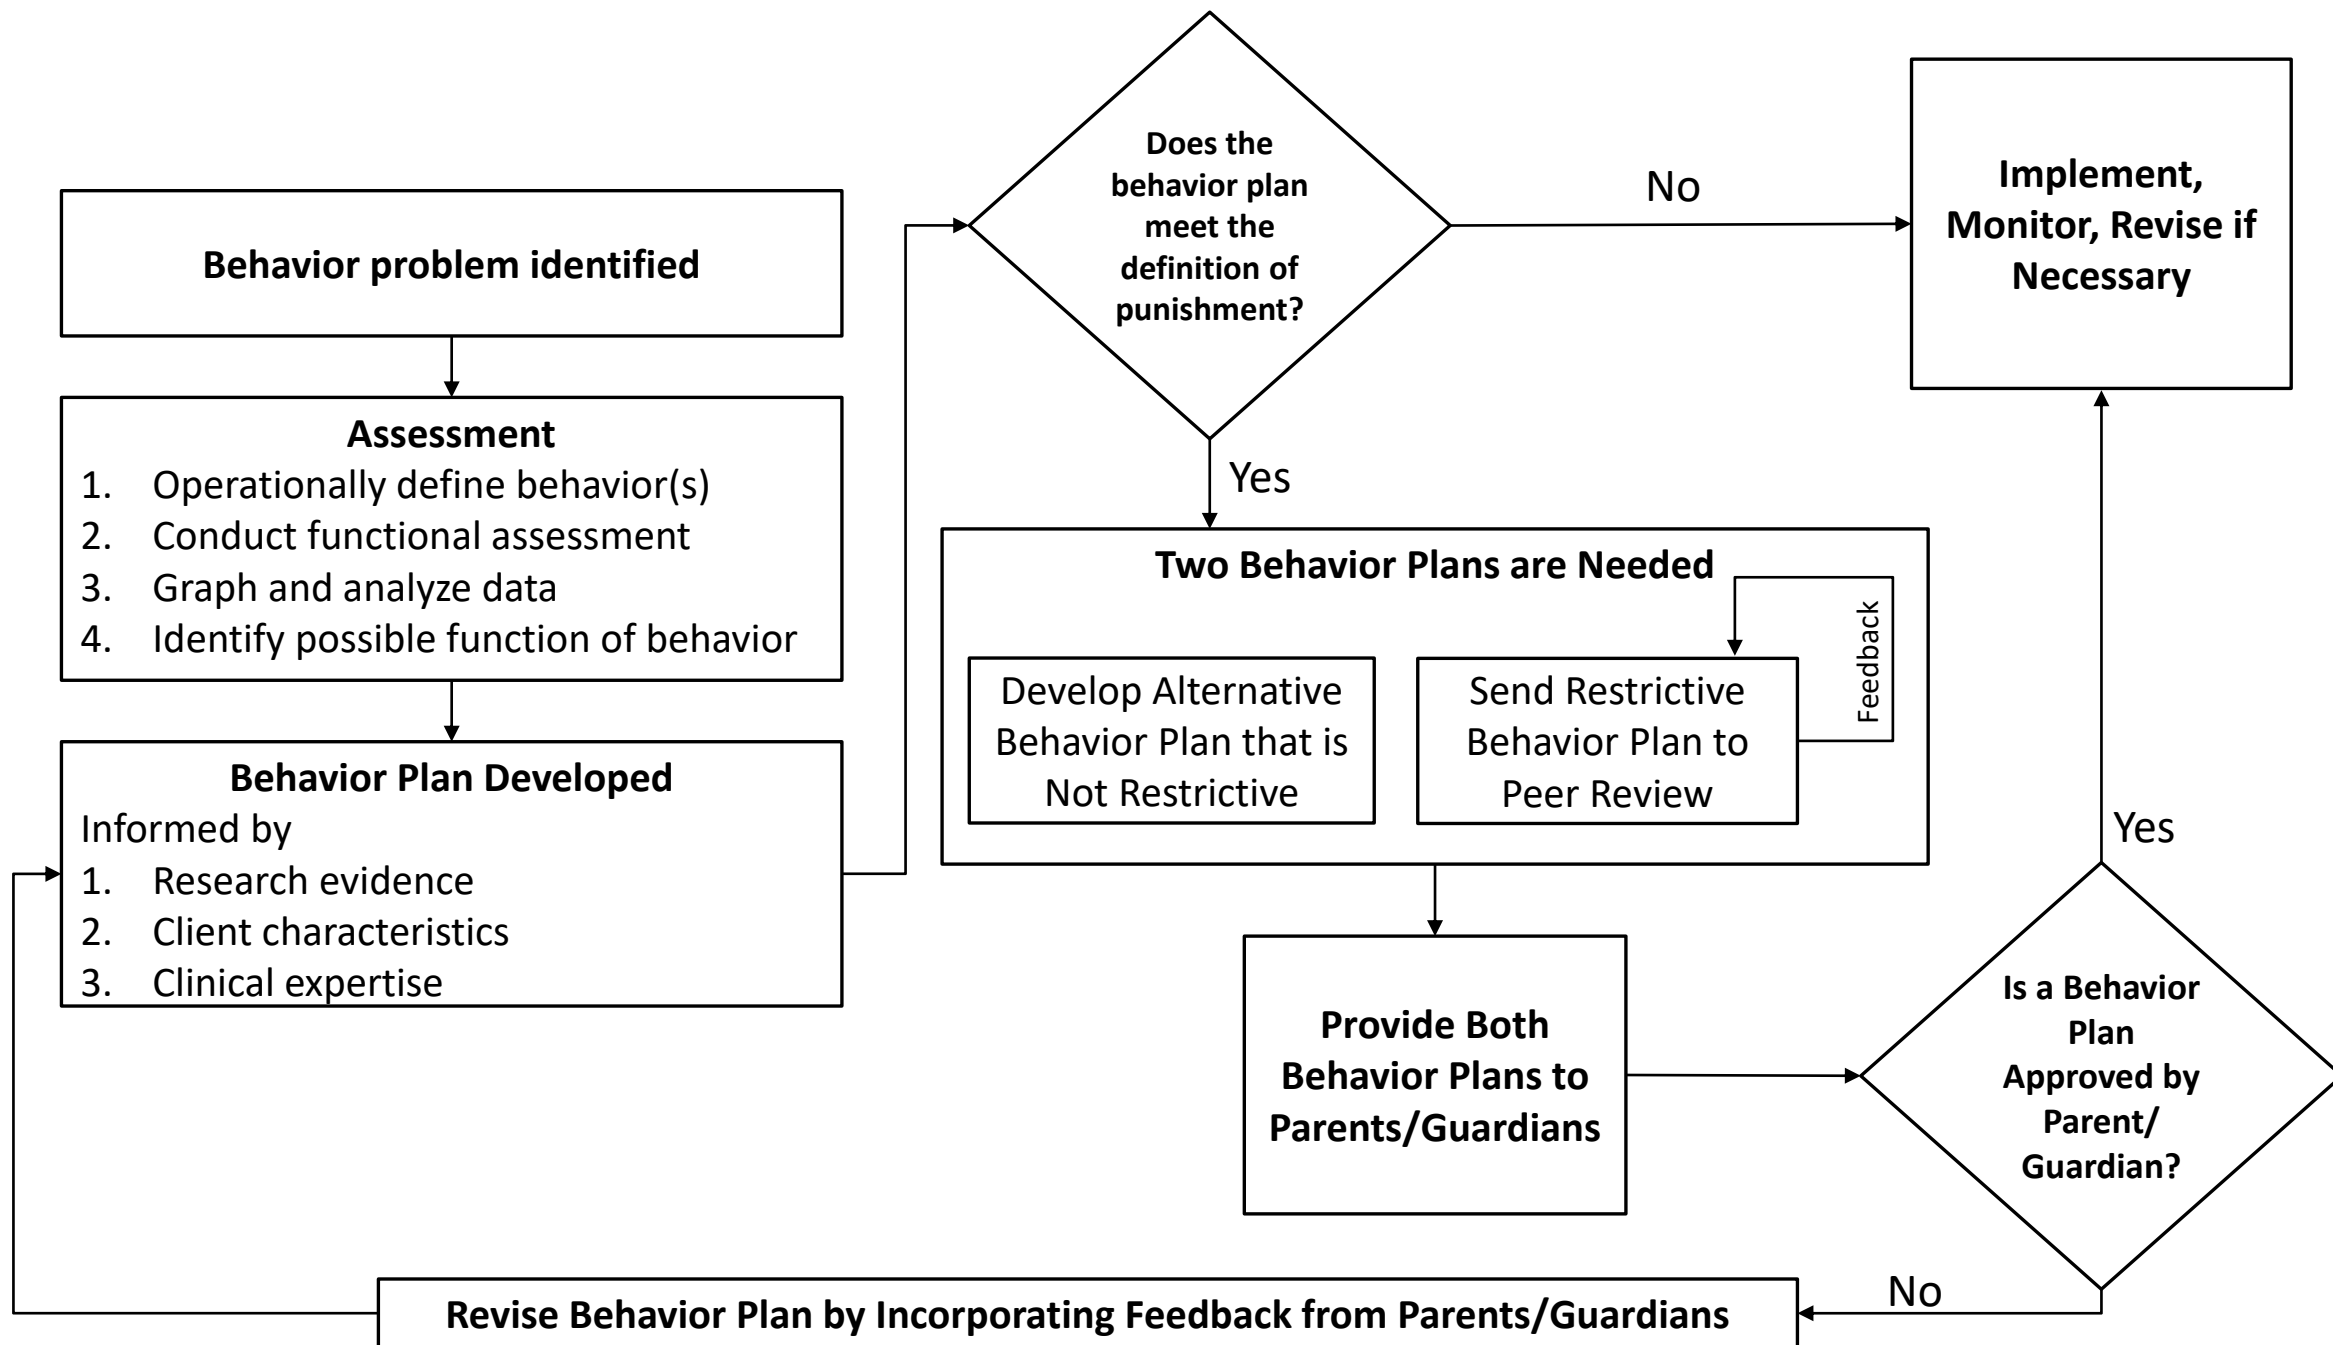 Behavior problem identified
Assessment
1. Operationally define behavior(s)
2. Conduct functional assessment
3. Graph and analyze data
4. Identify possible function of behavior
Behavior Plan Developed
Informed by
1. Research evidence
2. Client characteristics
3. Clinical expertise
Does the
behavior plan
meet the
definition of
punishment?
No
Implement,
Monitor, Revise if
Necessary
Yes
Two Behavior Plans are Needed
Develop Alternative
Behavior Plan that is
Not Restrictive
Send Restrictive
Behavior Plan to
Peer Review
Feedback
Provide Both
Behavior Plans to
Parents/Guardians
Is a Behavior
Plan
Approved by
Parent/
Guardian?
Yes
No
Revise Behavior Plan by Incorporating Feedback from Parents/Guardians